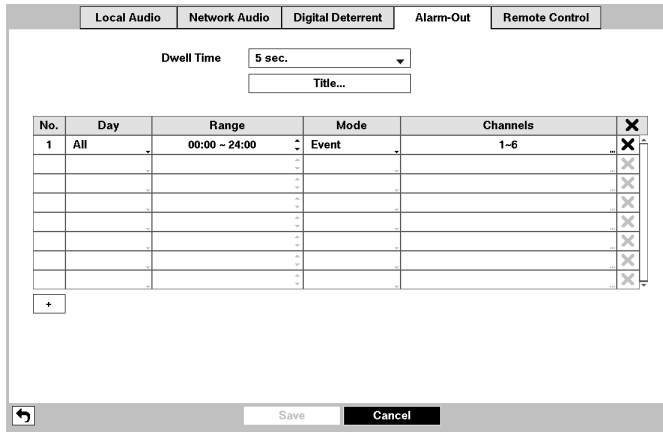 Local Audio Network Audio Digital Deterrent Alarm-Out Remote Control
Dwell Time 5 sec.
Title...
No. Day Range Mode Channels X
1 All 00:00 ~ 24:00 Event 1~6 ... X
+
Save Cancel